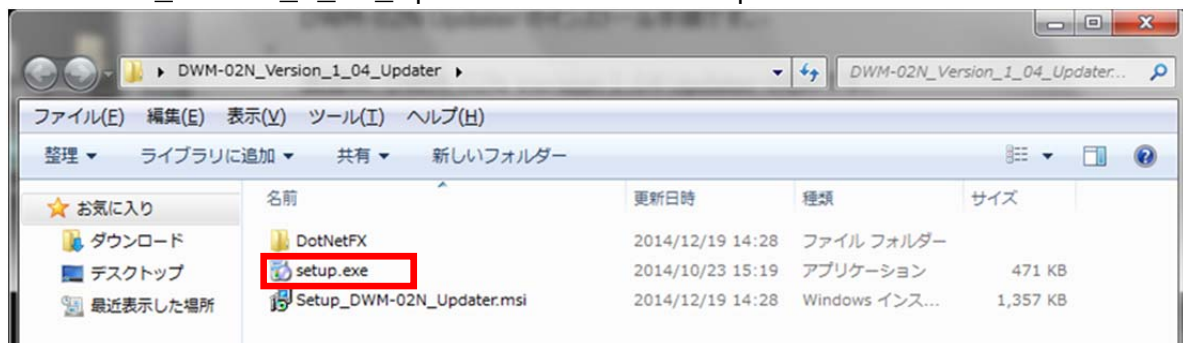 DWM-02N_Version_1_04_Updater
DWM-02N_Version_1_04_Updater...
ファイル(F) 編集(E) 表示(V) ツール(T) ヘルプ(H)
整理 ライブラリに追加 共有 新しいフォルダー
お気に入り
ダウンロード
デスクトップ
最近表示した場所
名前 更新日時 種類 サイズ
DotNetFX 2014/12/19 14:28 ファイル フォルダー
setup.exe 2014/10/23 15:19 アプリケーション 471 KB
Setup_DWM-02N_Updater.msi 2014/12/19 14:28 Windows インス... 1,357 KB